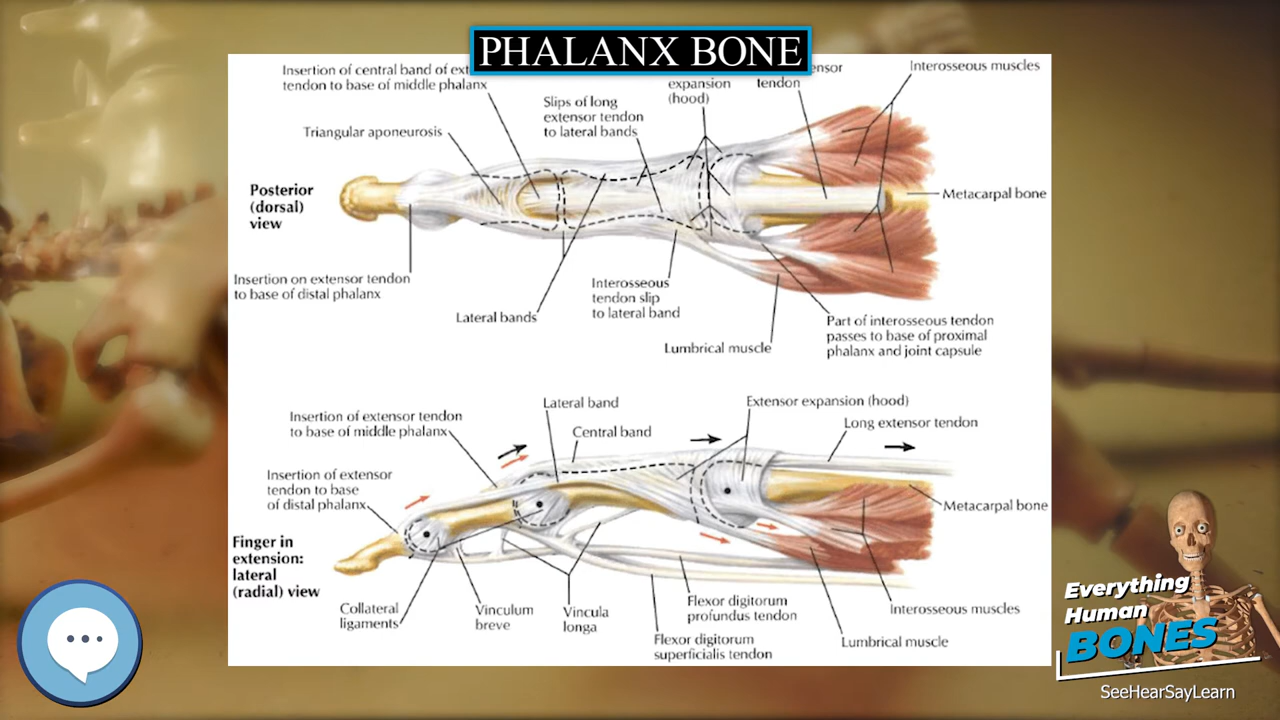 PHALANX BONE
Insertion of central band of ext
tendon to base of middle phalanx
expansion
(hood)
tendon
Interosseous muscles
Slips of long
extensor tendon
to lateral bands
Triangular aponeurosis
Posterior
(dorsal)
view
Metacarpal bone
Insertion on extensor tendon
to base of distal phalanx
Interosseous
tendon slip
to lateral band
Lateral bands
Part of interosseous tendon
passes to base of proximal
phalanx and joint capsule
Lumbrical muscle
Lateral band
Extensor expansion (hood)
Insertion of extensor tendon
to base of middle phalanx
Central band
Long extensor tendon
Insertion of extensor
tendon to base
of distal phalanx
Metacarpal bone
Finger in
extension:
lateral
(radial) view
Collateral
ligaments
Vinculum
breve
Vincula
longa
Flexor digitorum
profundus tendon
Flexor digitorum
superficialis tendon
Interosseous muscles
Lumbrical muscle
Everything
Human
BONES
SeeHearSayLearn